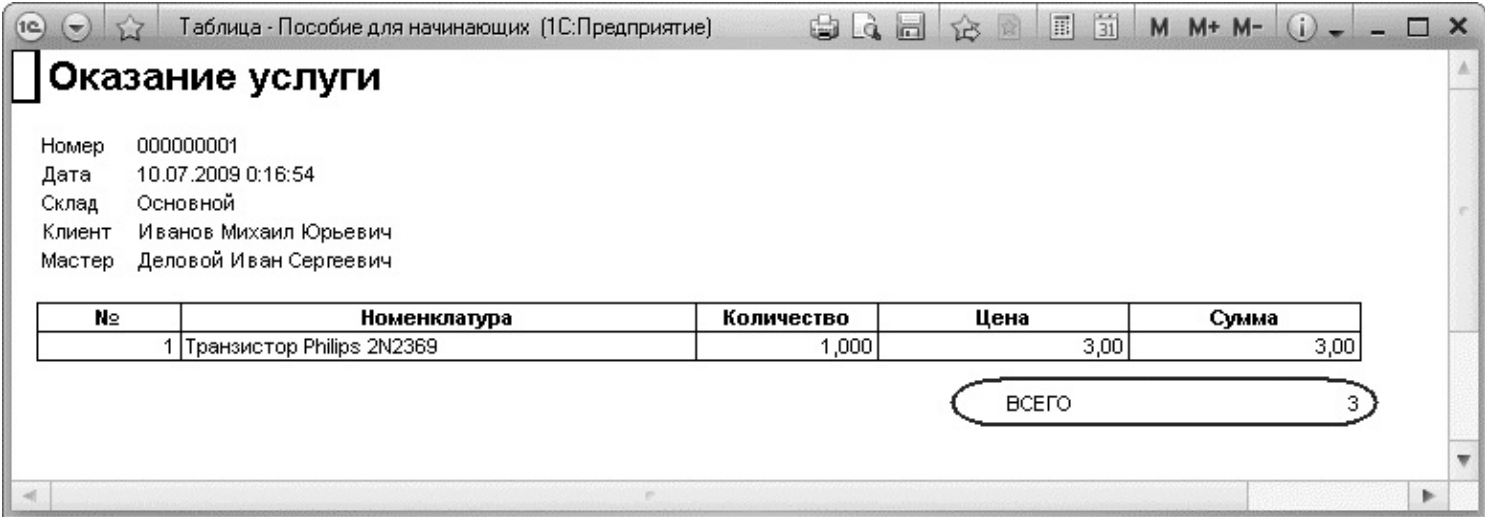 1С Таблица - Пособие для начинающих (1С:Предприятие) 31 M M+ M- i
Оказание услуги
Номер 000000001
Дата 10.07.2009 0:16:54
Склад Основной
Клиент Иванов Михаил Юрьевич
Мастер Деловой Иван Сергеевич
№ Номенклатура Количество Цена Сумма
1 Транзистор Philips 2N2369 1,000 3,00 3,00
ВСЕГО 3